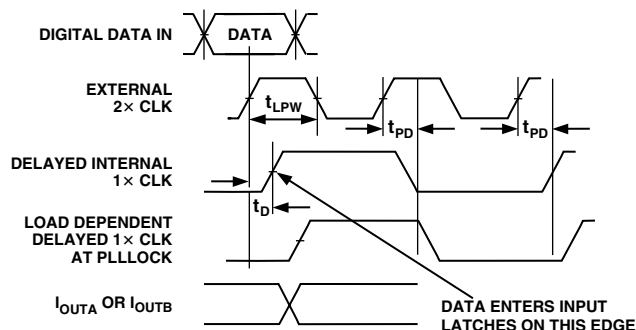 DIGITAL DATA IN
DATA
EXTERNAL
2× CLK
tLPW
tPD
tPD
DELAYED INTERNAL
1× CLK
tD
LOAD DEPENDENT
DELAYED 1× CLK
AT PLLLOCK
IOUTA OR IOUTB
DATA ENTERS INPUT
LATCHES ON THIS EDGE